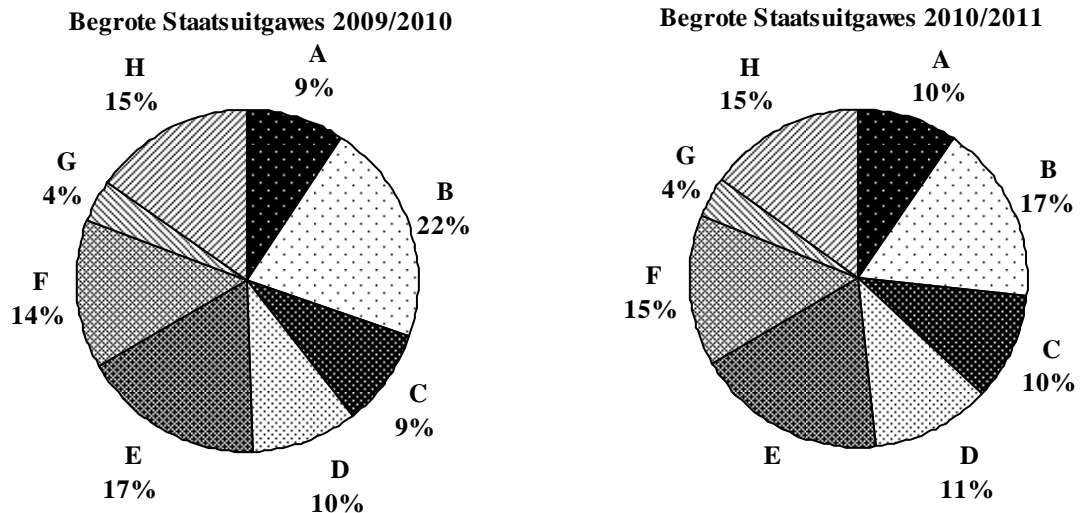 Begrote Staatsuitgawes 2009/2010
A
9%
B
22%
C
9%
D
10%
E
17%
F
14%
G
4%
H
15%
Begrote Staatsuitgawes 2010/2011
A
10%
B
17%
C
10%
D
11%
E
F
15%
G
4%
H
15%